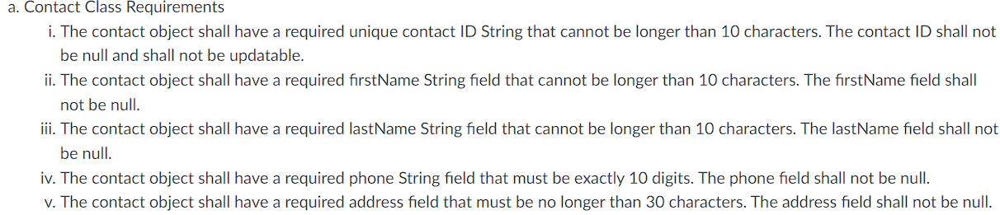 a. Contact Class Requirements
i. The contact object shall have a required unique contact ID String that cannot be longer than 10 characters. The contact ID shall not
be null and shall not be updatable.
ii. The contact object shall have a required firstName String field that cannot be longer than 10 characters. The firstName field shall
not be null.
iii. The contact object shall have a required lastName String field that cannot be longer than 10 characters. The lastName field shall not
be null.
iv. The contact object shall have a required phone String field that must be exactly 10 digits. The phone field shall not be null.
v. The contact object shall have a required address field that must be no longer than 30 characters. The address field shall not be null.